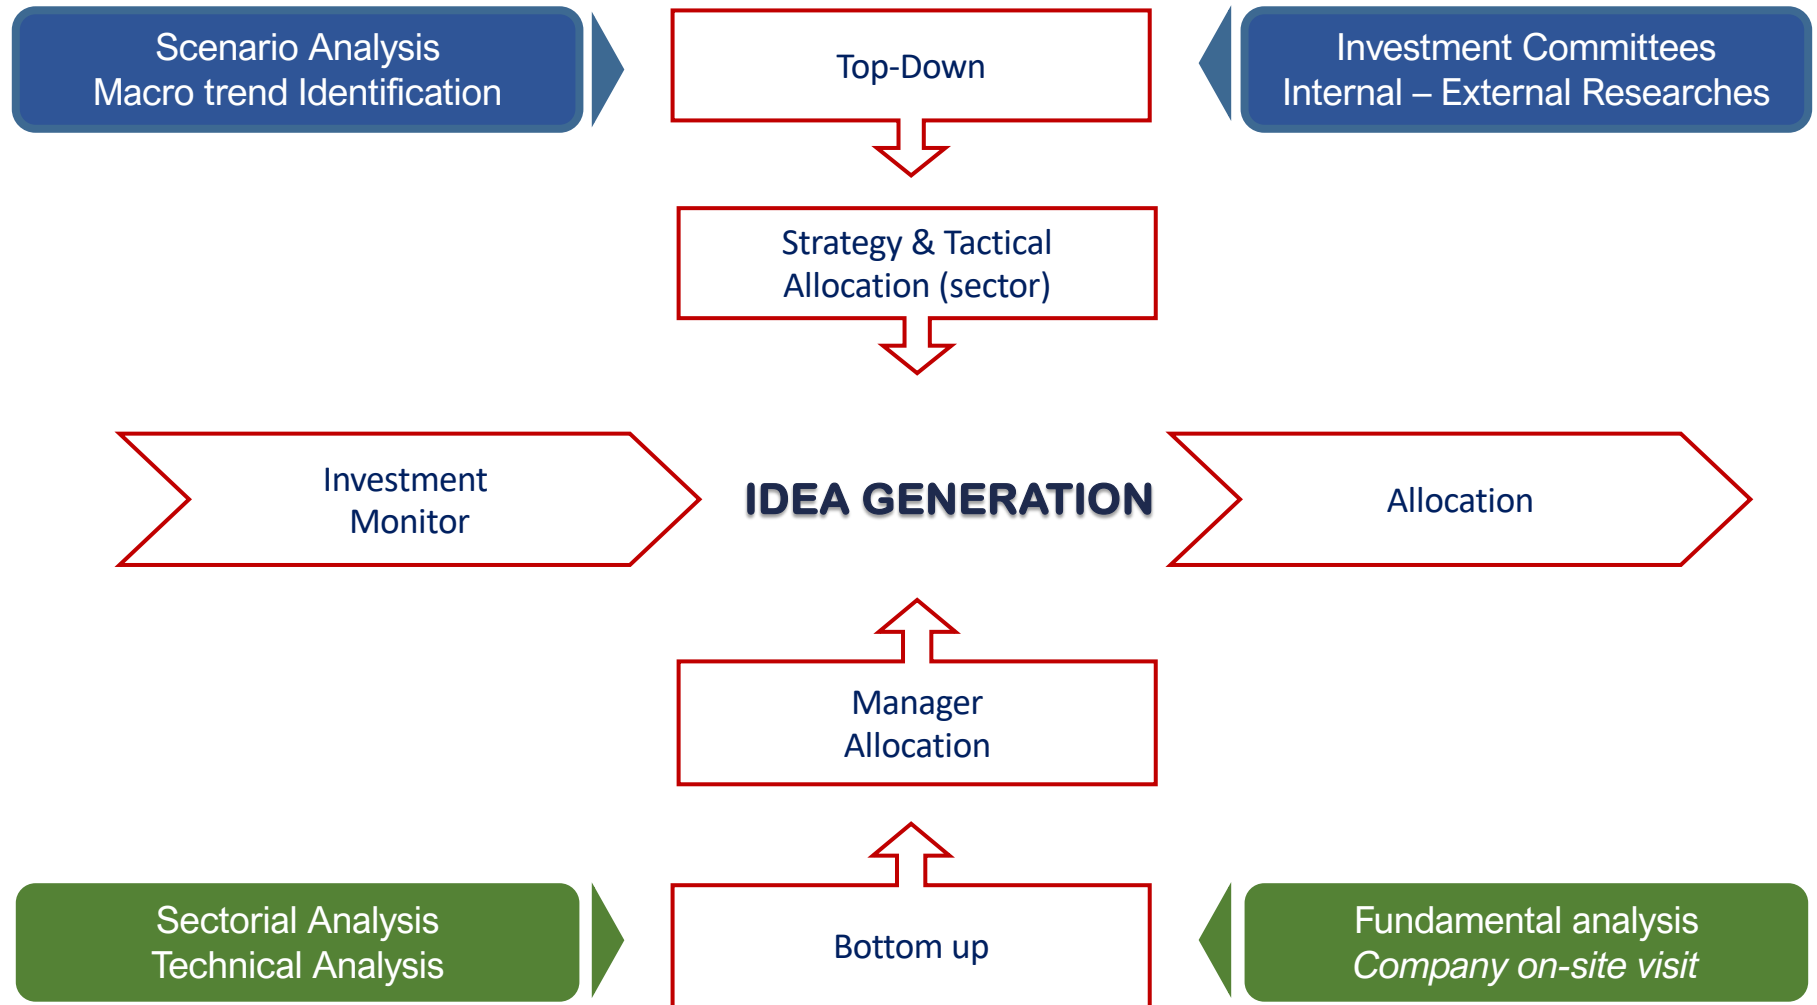 Scenario Analysis
Macro trend Identification
Top-Down
Investment Committees
Internal – External Researches
Strategy & Tactical
Allocation (sector)
Investment
Monitor
IDEA GENERATION
Allocation
Manager
Allocation
Sectorial Analysis
Technical Analysis
Bottom up
Fundamental analysis
Company on-site visit